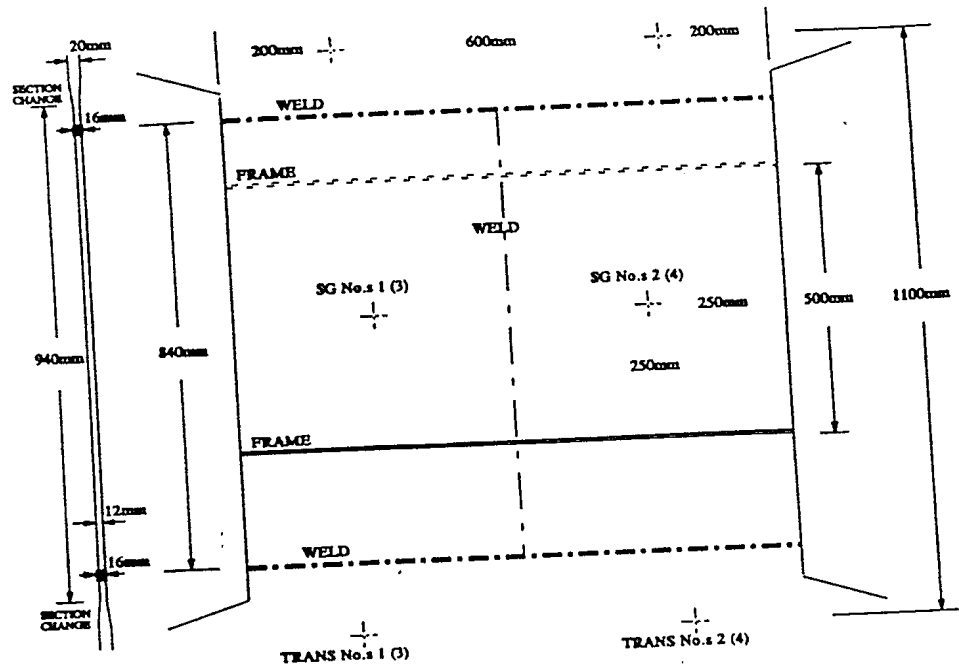 20mm
200mm
600mm
200mm
SECTION
CHANGE
WELD
16mm
FRAME
WELD
SG No.s 1 (3)
SG No.s 2 (4)
250mm
500mm
1100mm
940mm
840mm
250mm
FRAME
12mm
WELD
16mm
SECTION
CHANGE
TRANS No.s 1 (3)
TRANS No.s 2 (4)